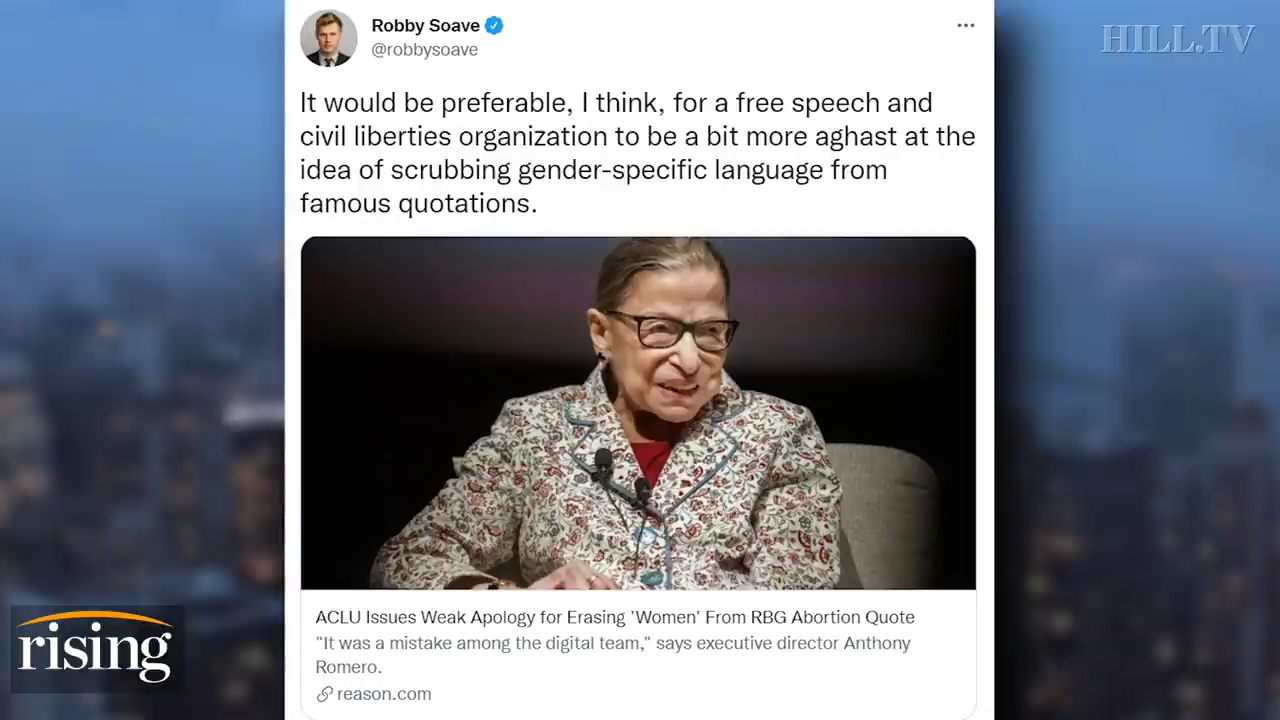 Robby Soave
@robbysoave
HILL.TV
It would be preferable, I think, for a free speech and
civil liberties organization to be a bit more aghast at the
idea of scrubbing gender-specific language from
famous quotations.
ACLU Issues Weak Apology for Erasing 'Women' From RBG Abortion Quote
"It was a mistake among the digital team," says executive director Anthony
Romero.
reason.com
rising